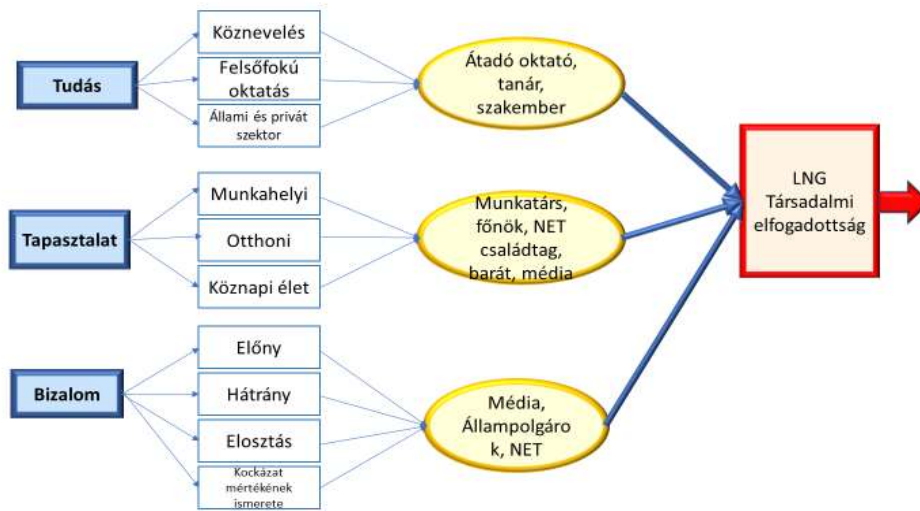 Tudás
Köznevelés
Felsőfokú
oktatás
Állami és privát
szektor
Átadó oktató,
tanár,
szakember
Tapasztalat
Munkahelyi
Otthoni
Köznapi élet
Munkatárs,
főnök, NET
családtag,
barát, média
Bizalom
Előny
Hátrány
Elosztás
Kockázat
mértékének
ismerete
Média,
Állampolgáro
k, NET
LNG
Társadalmi
elfogadottság